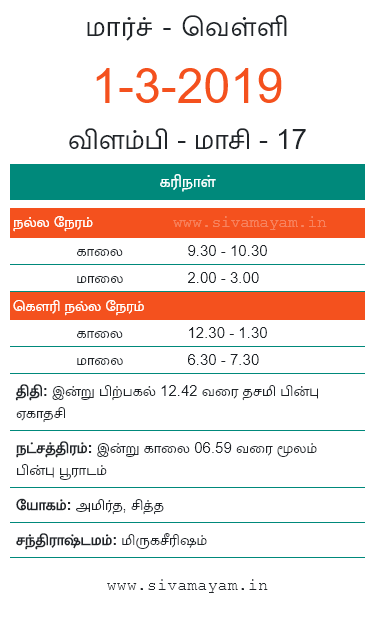 மார்ச் - வெள்ளி
1-3-2019
விளம்பி - மாசி - 17
கரிநாள்
நல்ல நேரம் www.sivamayam.in
காலை 9.30 - 10.30
மாலை 2.00 - 3.00
கௌரி நல்ல நேரம்
காலை 12.30 - 1.30
மாலை 6.30 - 7.30
திதி: இன்று பிற்பகல் 12.42 வரை தசமி பின்பு
ஏகாதசி
நட்சத்திரம்: இன்று காலை 06.59 வரை மூலம்
பின்பு பூராடம்
யோகம்: அமிர்த, சித்த
சந்திராஷ்டமம்: மிருகசீரிஷம்
www.sivamayam.in